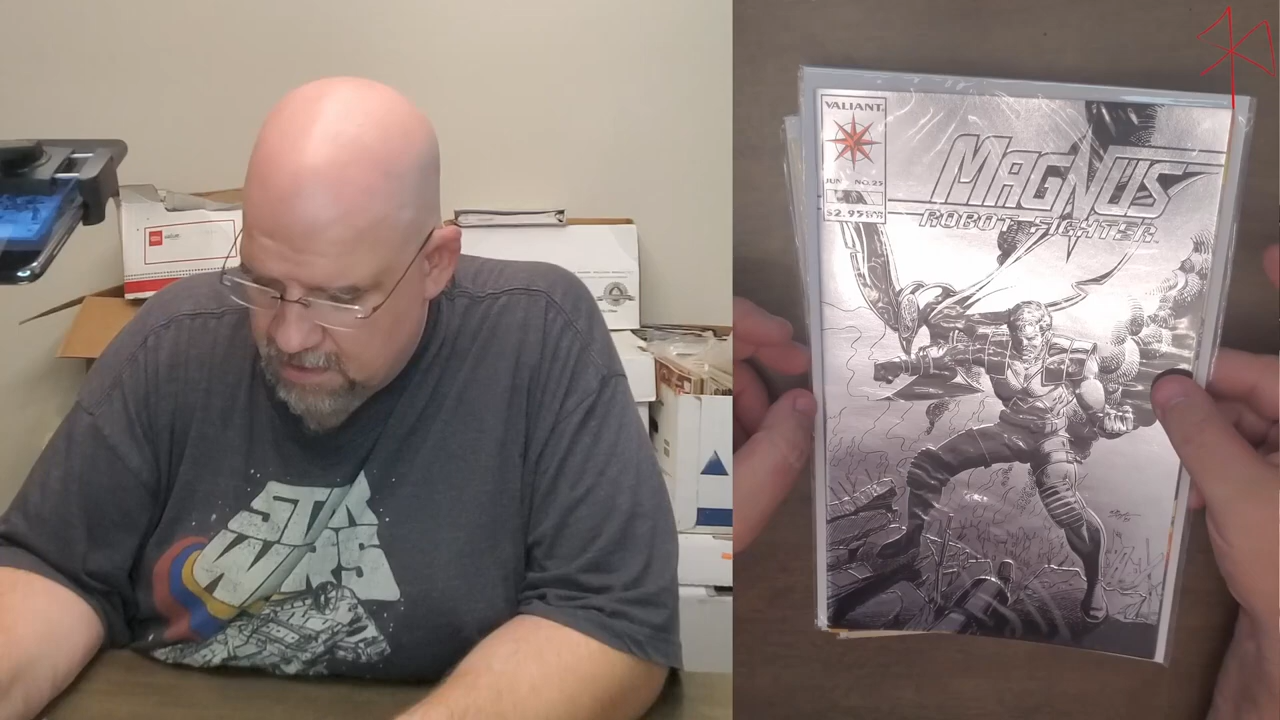 STAR
WARS
VALIANT.
JUN NO. 25
$2.95
MAGNUS
ROBOT FIGHTER.